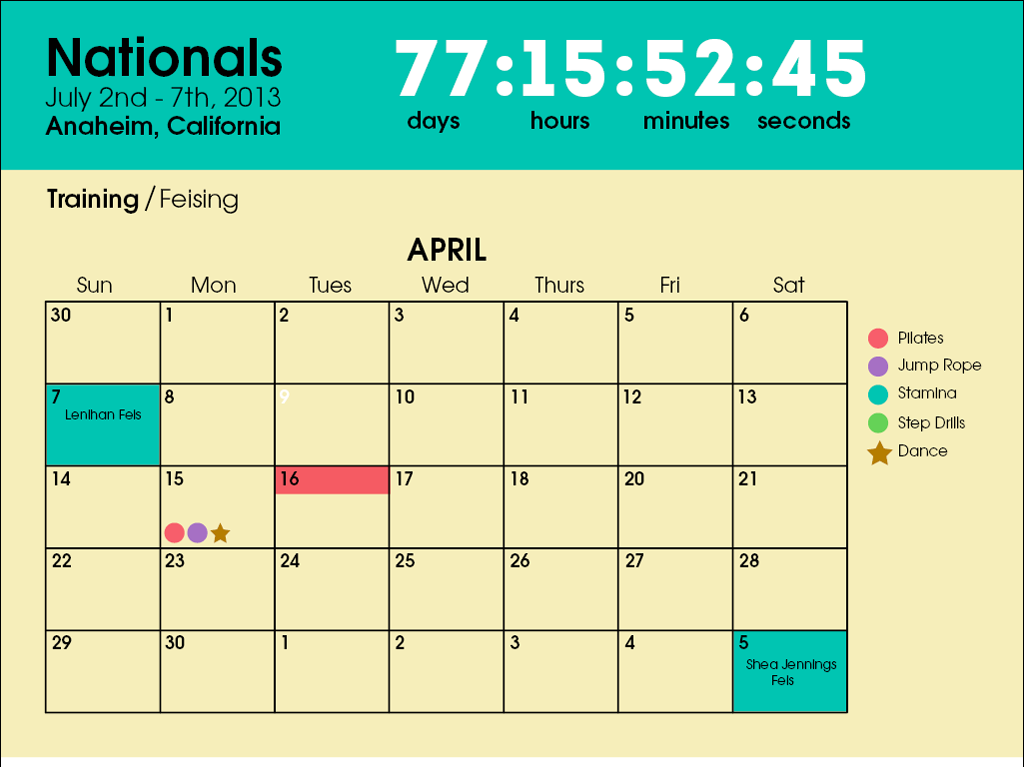 Nationals
July 2nd - 7th, 2013
Anaheim, California
77:15:52:45
days hours minutes seconds
Training / Feising
APRIL
Sun Mon Tues Wed Thurs Fri Sat
30 1 2 3 4 5 6
7 8 9 10 11 12 13
Lenihan Feis
14 15 16 17 18 20 21
22 23 24 25 26 27 28
29 30 1 2 3 4 5
Shea Jennings
Feis
Pilates
Jump Rope
Stamina
Step Drills
Dance